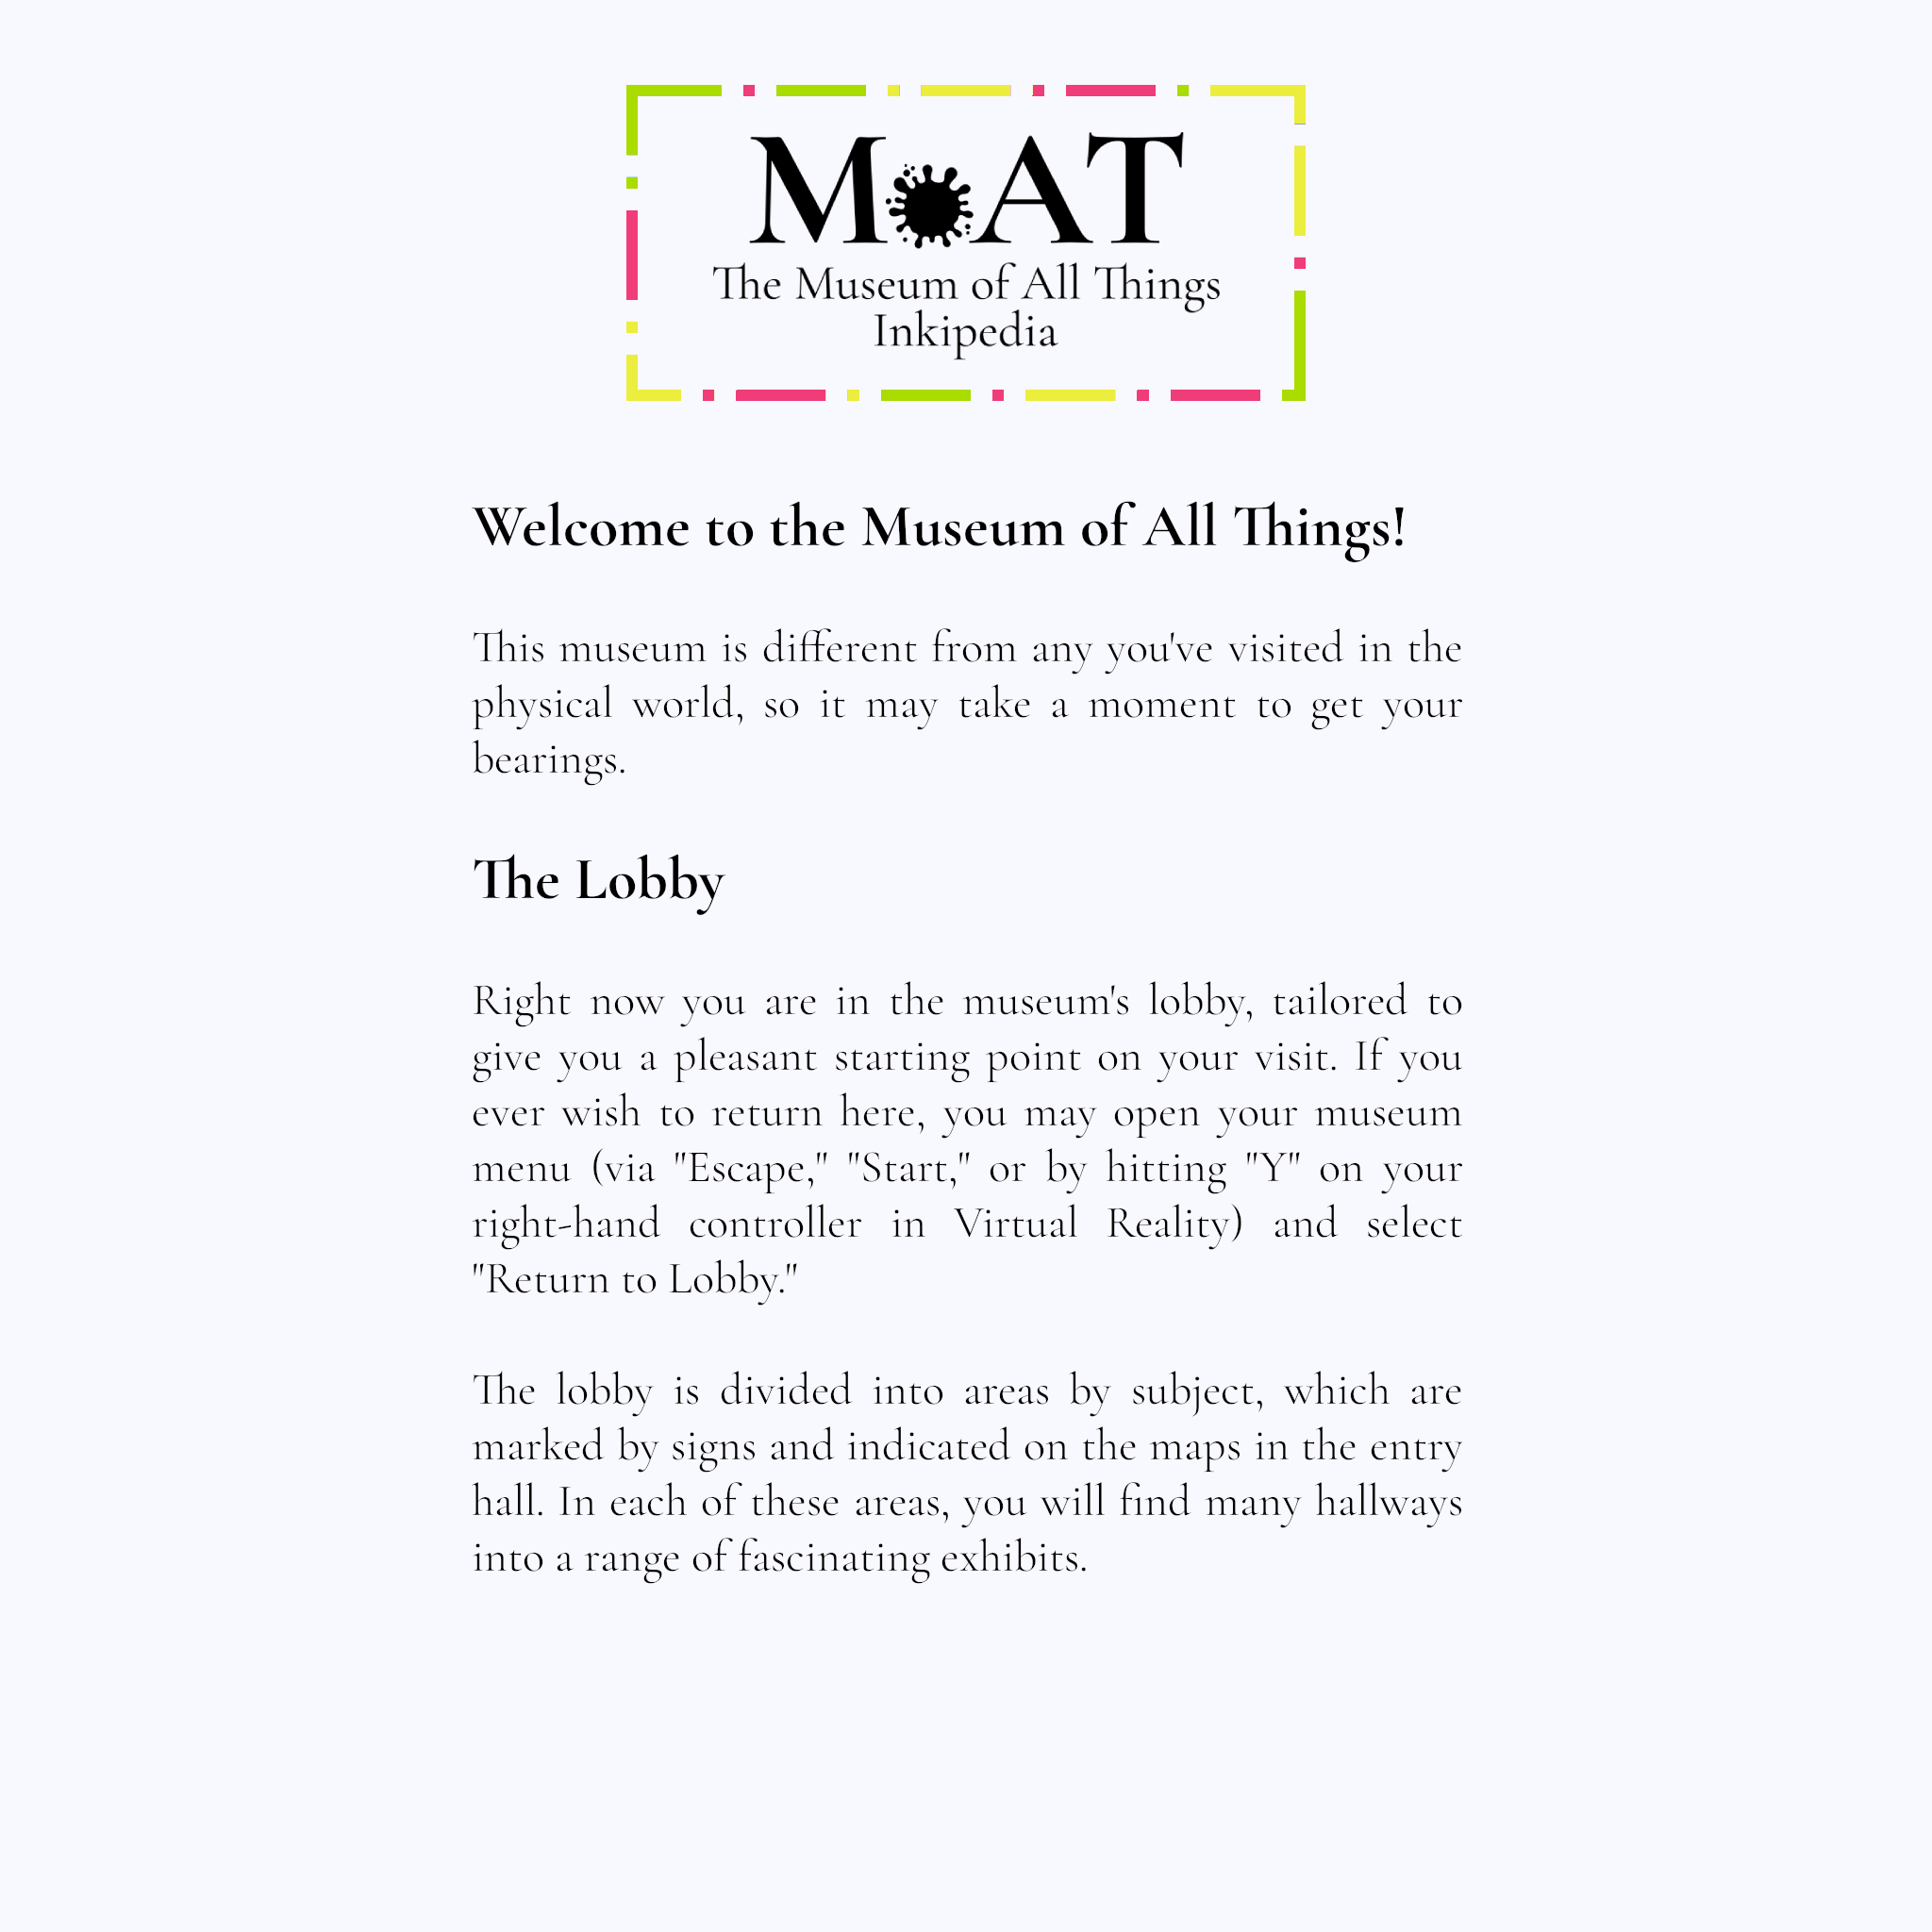 MoAT
The Museum of All Things
Inkipedia
Welcome to the Museum of All Things!
This museum is different from any you've visited in the
physical world, so it may take a moment to get your
bearings.
The Lobby
Right now you are in the museum's lobby, tailored to
give you a pleasant starting point on your visit. If you
ever wish to return here, you may open your museum
menu (via "Escape," "Start," or by hitting "Y" on your
right-hand controller in Virtual Reality) and select
"Return to Lobby."
The lobby is divided into areas by subject, which are
marked by signs and indicated on the maps in the entry
hall. In each of these areas, you will find many hallways
into a range of fascinating exhibits.